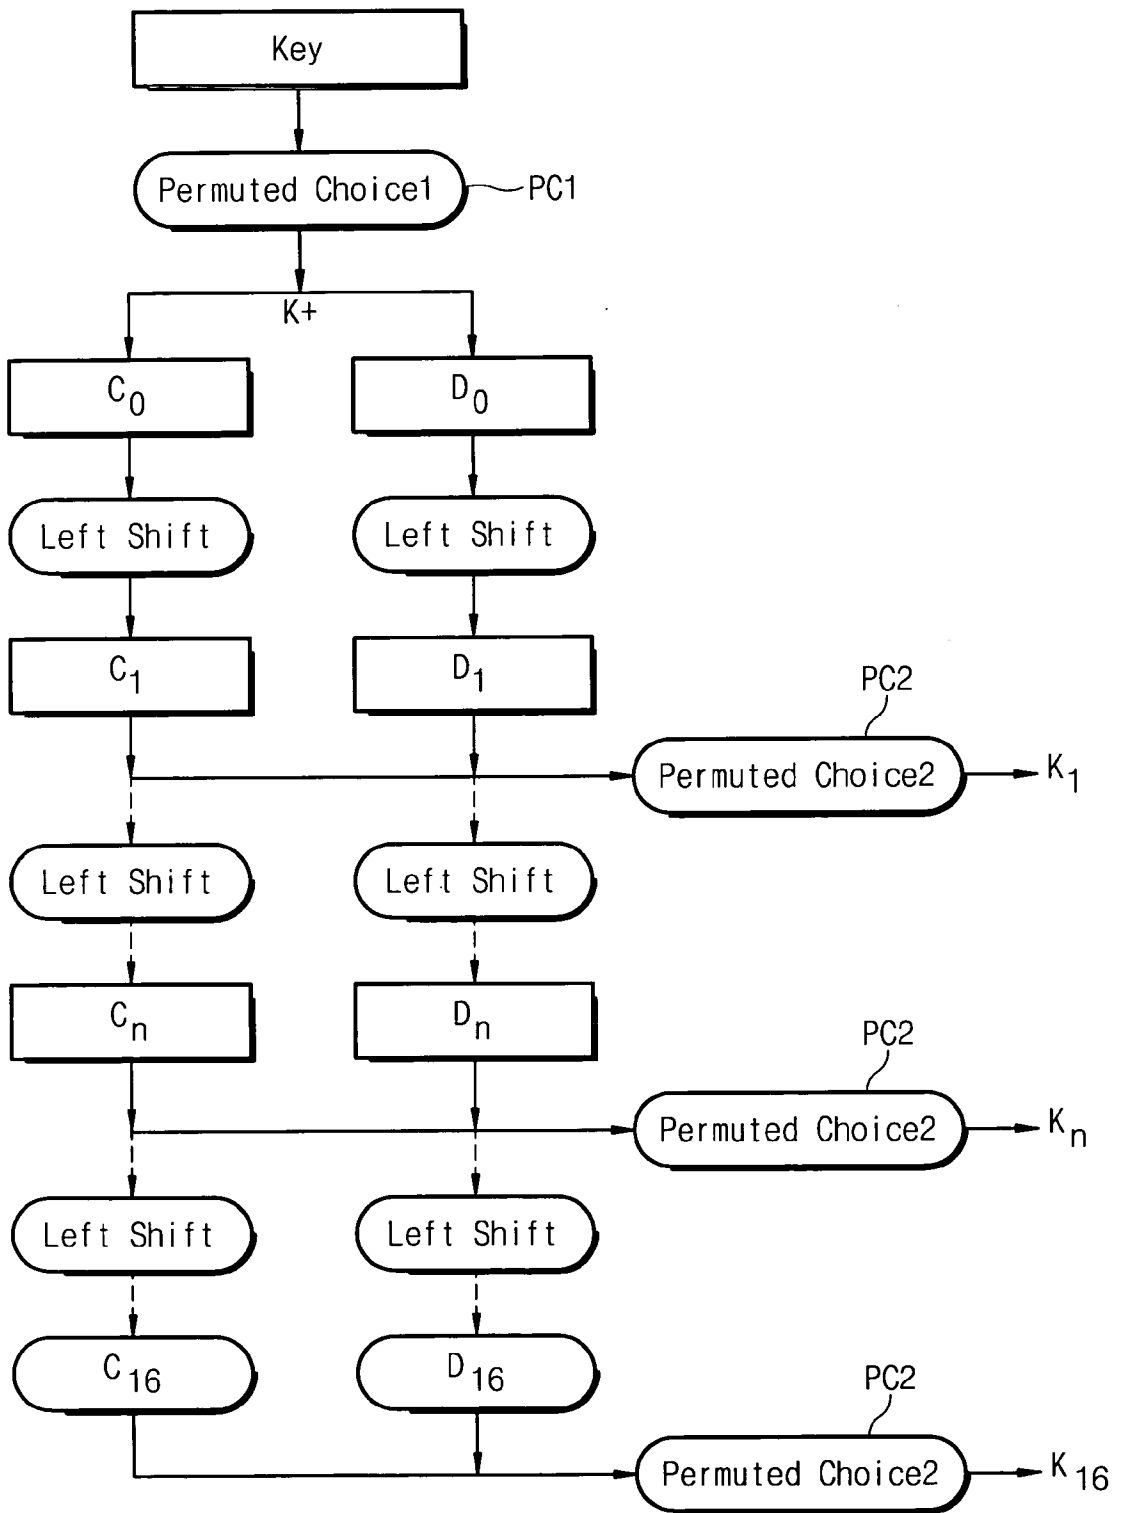 Key
Permuted Choice1
PC1
K+
C0
D0
Left Shift
Left Shift
C1
D1
PC2
Permuted Choice2
K1
Left Shift
Left Shift
Cn
Dn
PC2
Permuted Choice2
Kn
Left Shift
Left Shift
C16
D16
PC2
Permuted Choice2
K16